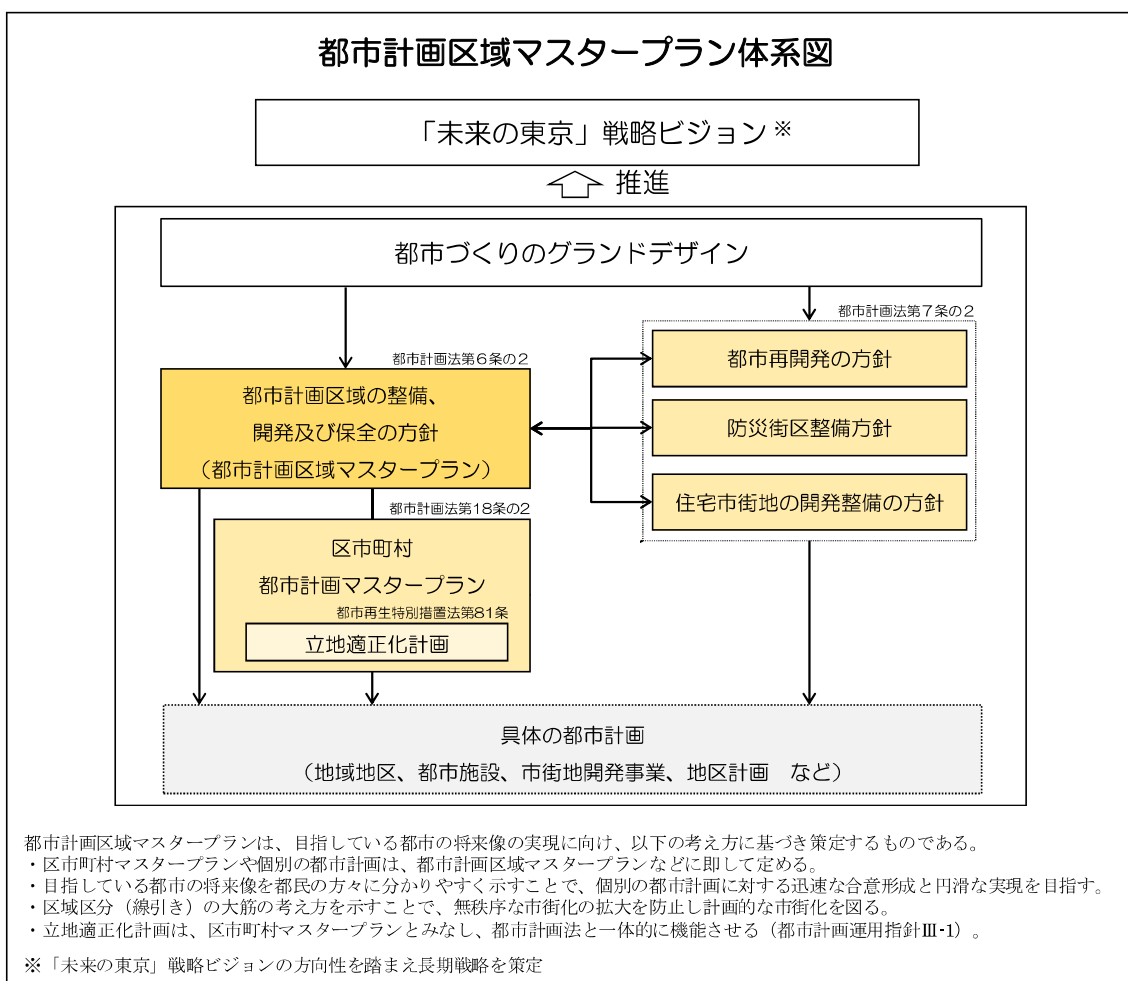 都市計画区域マスタープラン体系図
「未来の東京」戦略ビジョン※
推進
都市づくりのグランドデザイン
都市計画法第7条の2
都市再開発の方針
防災街区整備方針
住宅市街地の開発整備の方針
都市計画法第6条の2
都市計画区域の整備、
開発及び保全の方針
（都市計画区域マスタープラン）
都市計画法第18条の2
区市町村
都市計画マスタープラン
都市再生特別措置法第81条
立地適正化計画
具体の都市計画
（地域地区、都市施設、市街地開発事業、地区計画　など）
都市計画区域マスタープランは、目指している都市の将来像の実現に向け、以下の考え方に基づき策定するものである。
・区市町村マスタープランや個別の都市計画は、都市計画区域マスタープランなどに即して定める。
・目指している都市の将来像を都民の方々に分かりやすく示すことで、個別の都市計画に対する迅速な合意形成と円滑な実現を目指す。
・区域区分（線引き）の大筋の考え方を示すことで、無秩序な市街化の拡大を防止し計画的な市街化を図る。
・立地適正化計画は、区市町村マスタープランとみなし、都市計画法と一体的に機能させる（都市計画運用指針Ⅲ-1）。
※「未来の東京」戦略ビジョンの方向性を踏まえ長期戦略を策定